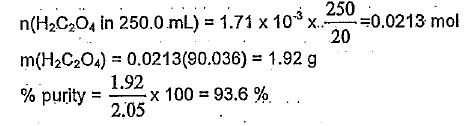 n(H₂C₂O₄ in 250.0 mL) = 1.71 x 10⁻³ x 250/20 =0.0213 mol
m(H₂C₂O₄) = 0.0213(90.036) = 1.92 g
% purity = 1.92/2.05 x 100 = 93.6 %